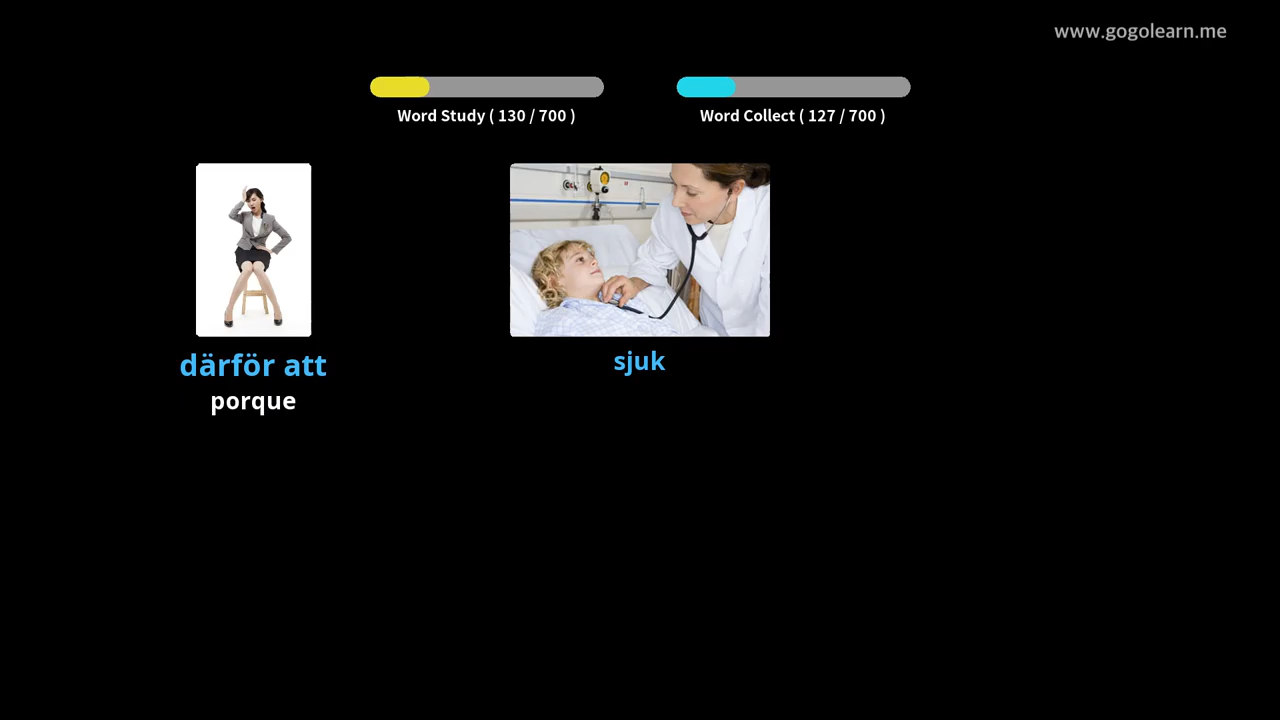 www.gogolearn.me
Word Study ( 130 / 700 )
Word Collect ( 127 / 700 )
därför att
porque
sjuk